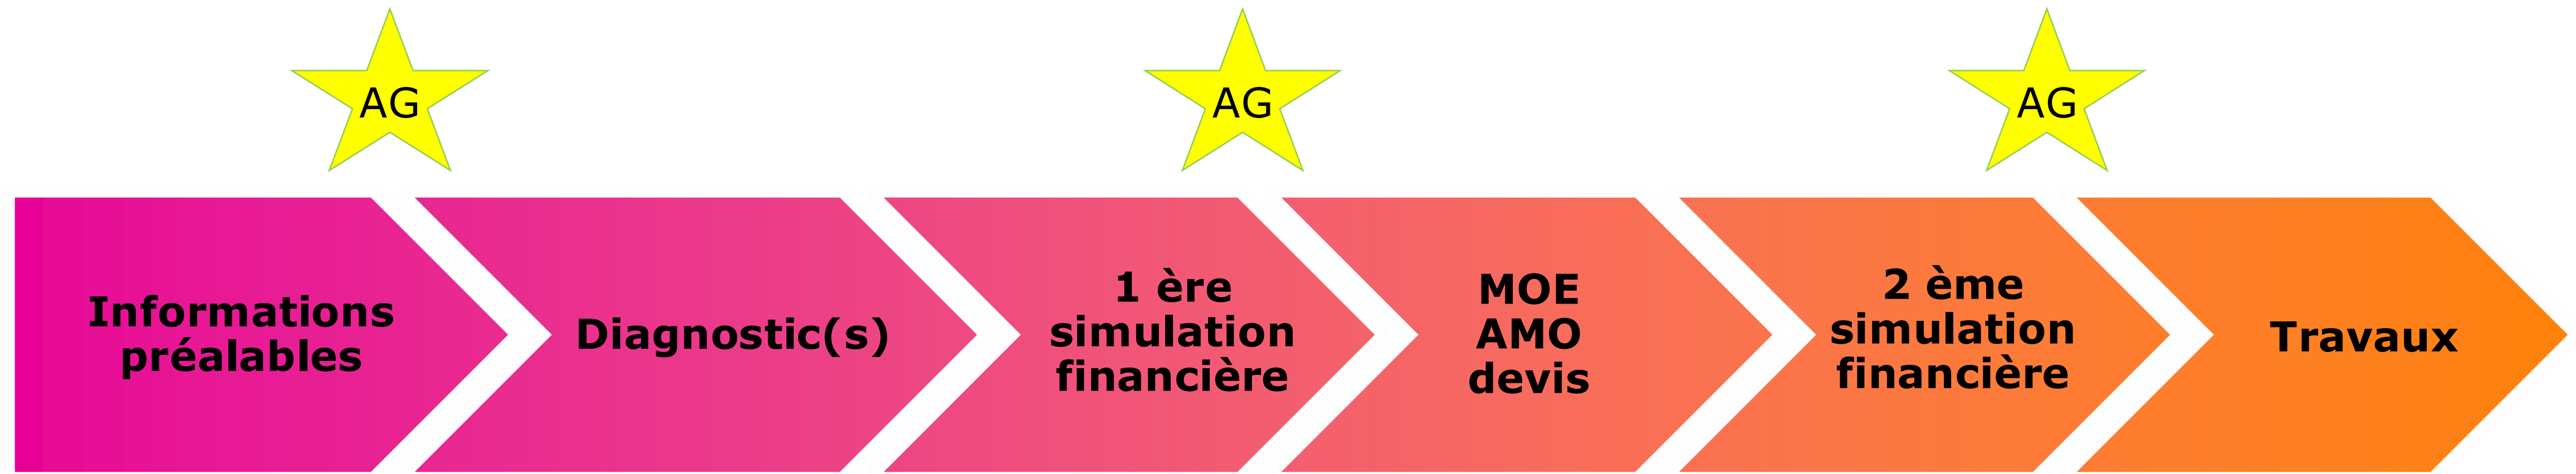 AG
AG
AG
Informations
préalables
Diagnostic(s)
1 ère
simulation
financière
MOE
AMO
devis
2 ème
simulation
financière
Travaux